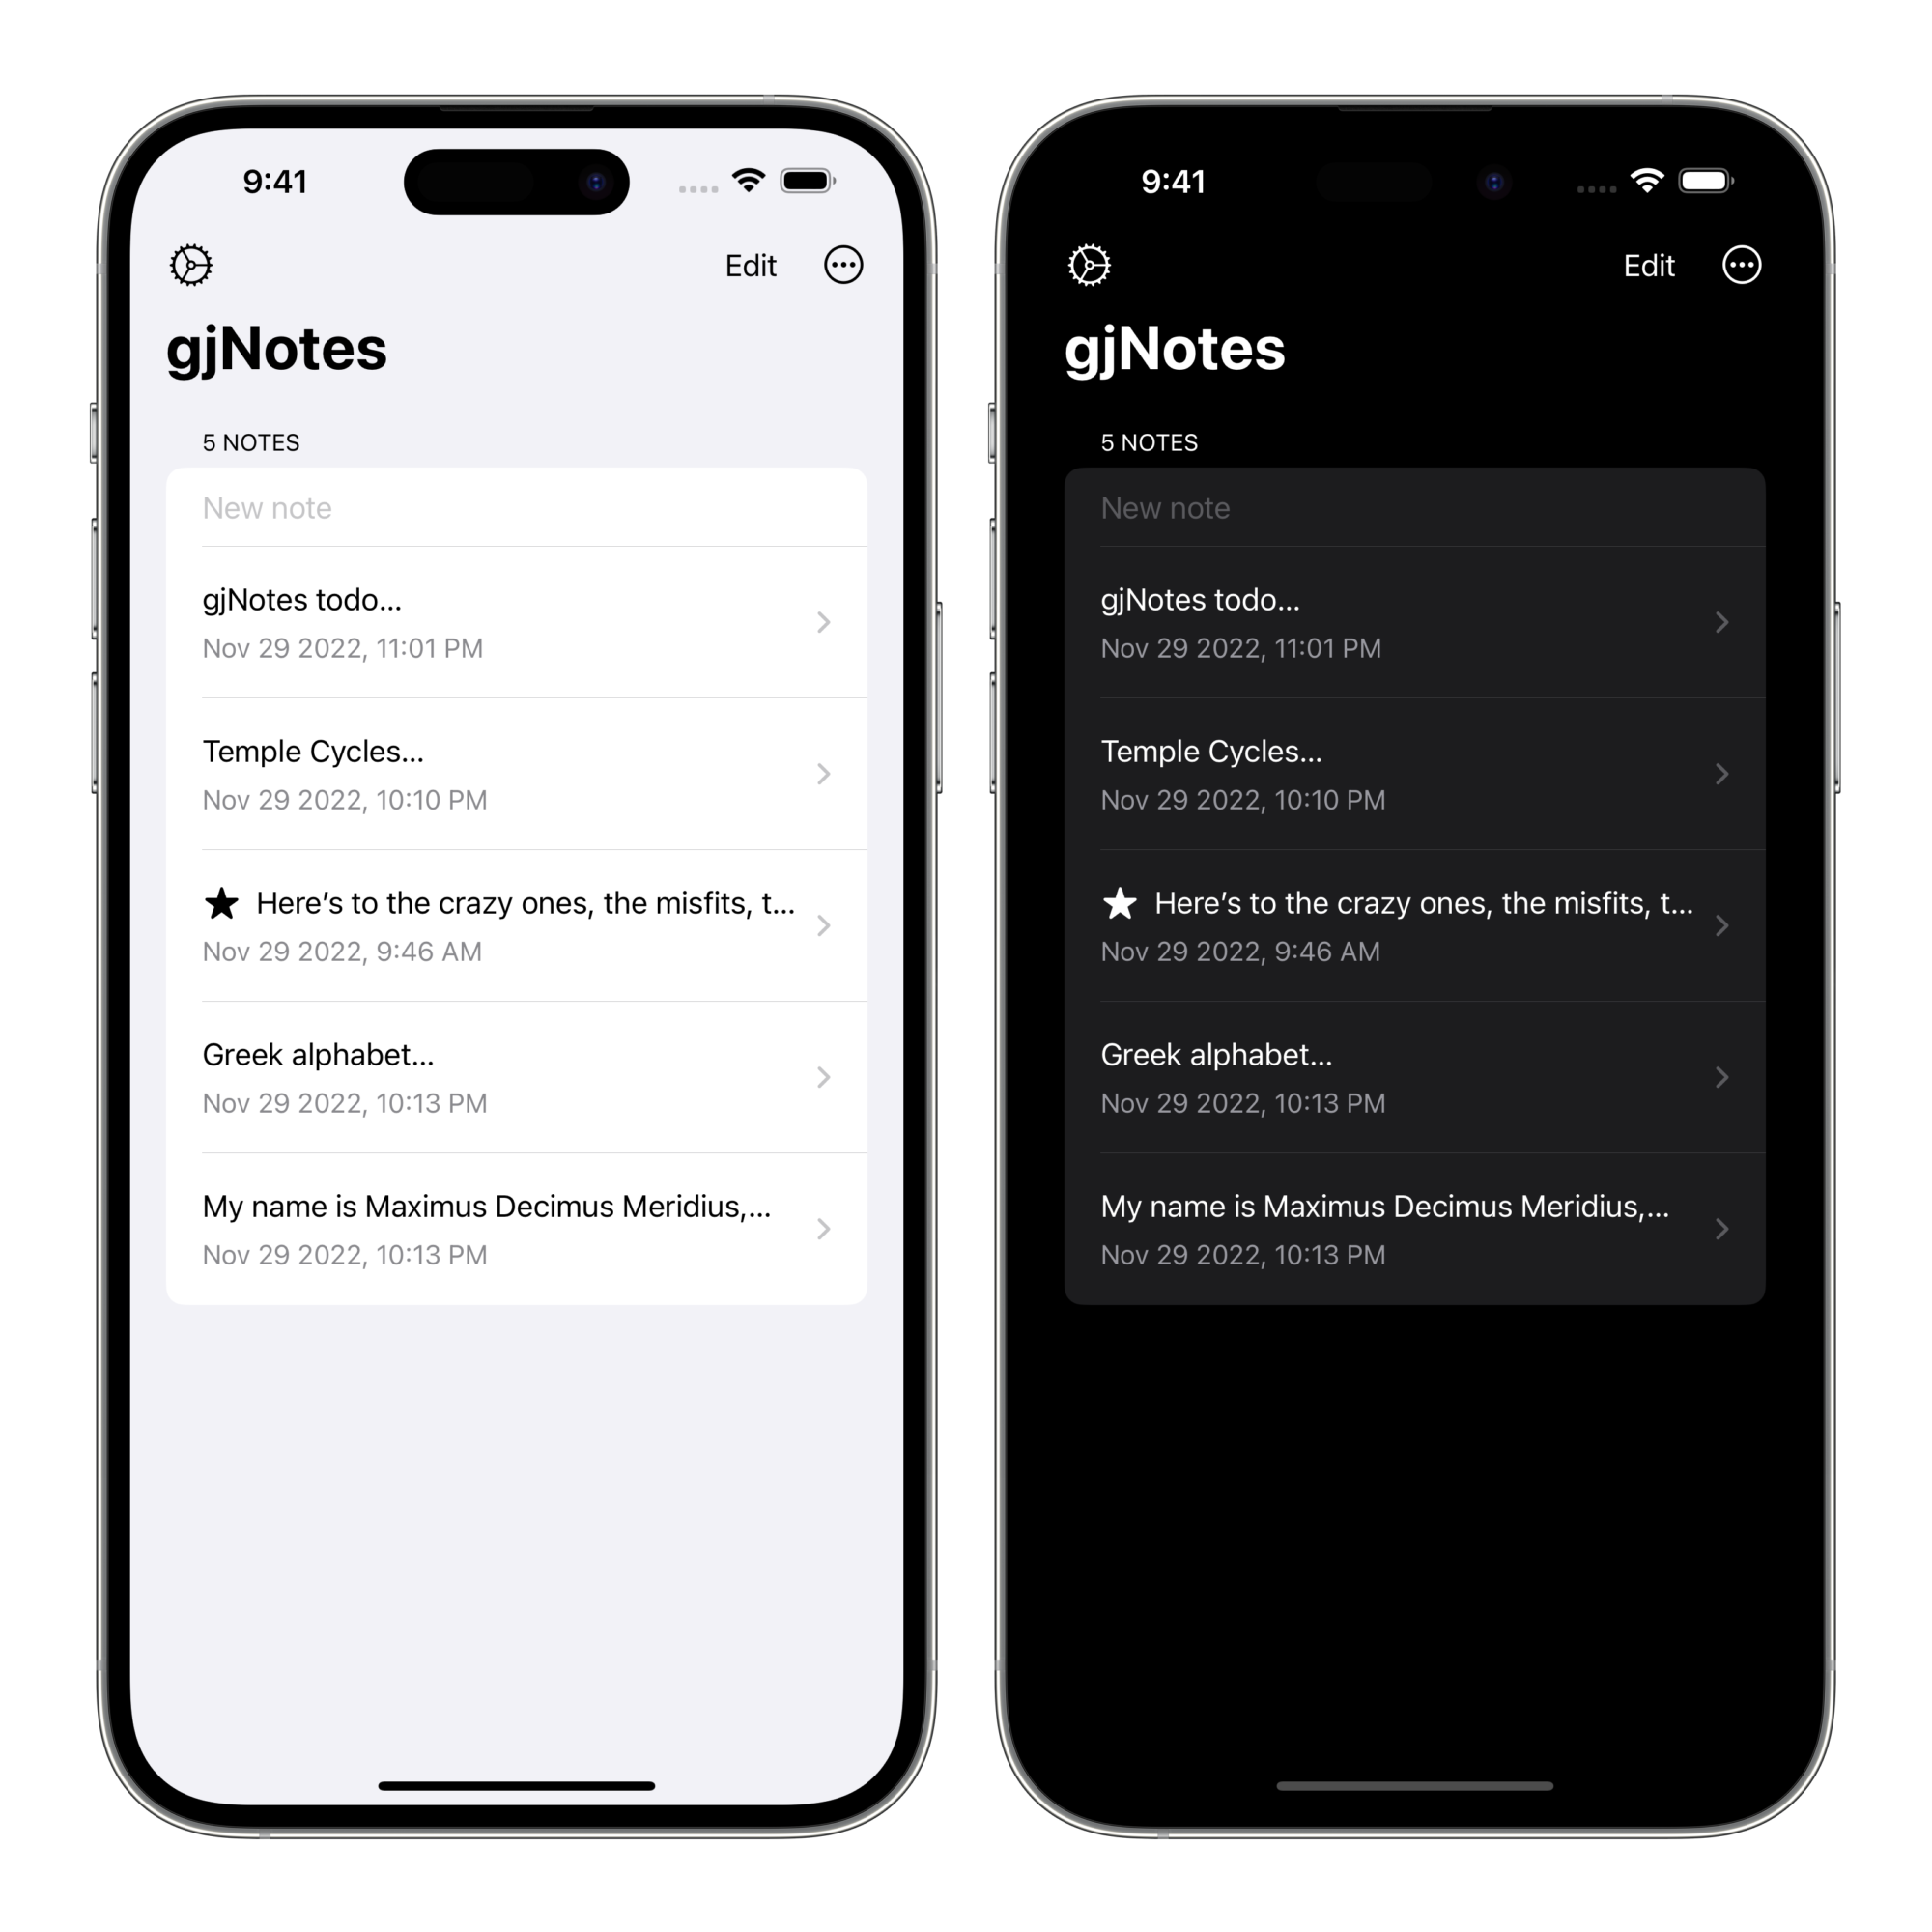 9:41
Edit
gjNotes
5 NOTES
New note
gjNotes todo...
Nov 29 2022, 11:01 PM
Temple Cycles...
Nov 29 2022, 10:10 PM
★ Here’s to the crazy ones, the misfits, t...
Nov 29 2022, 9:46 AM
Greek alphabet...
Nov 29 2022, 10:13 PM
My name is Maximus Decimus Meridius,...
Nov 29 2022, 10:13 PM
9:41
Edit
gjNotes
5 NOTES
New note
gjNotes todo...
Nov 29 2022, 11:01 PM
Temple Cycles...
Nov 29 2022, 10:10 PM
★ Here’s to the crazy ones, the misfits, t...
Nov 29 2022, 9:46 AM
Greek alphabet...
Nov 29 2022, 10:13 PM
My name is Maximus Decimus Meridius,...
Nov 29 2022, 10:13 PM